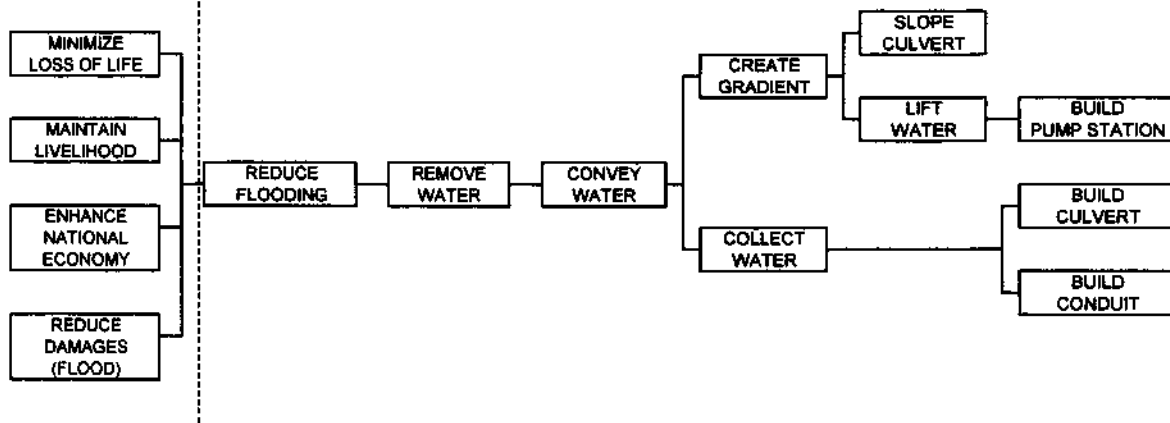 MINIMIZE
LOSS OF LIFE
MAINTAIN
LIVELIHOOD
ENHANCE
NATIONAL
ECONOMY
REDUCE
DAMAGES
(FLOOD)
REDUCE
FLOODING
REMOVE
WATER
CONVEY
WATER
CREATE
GRADIENT
SLOPE
CULVERT
LIFT
WATER
BUILD
PUMP STATION
COLLECT
WATER
BUILD
CULVERT
BUILD
CONDUIT